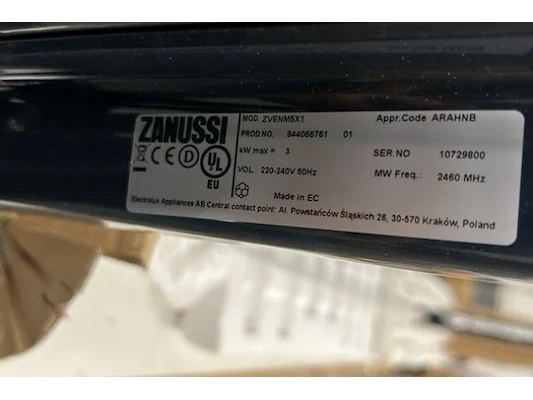 ZANUSSI
MOD. ZVENM6X1 Appr.Code ARAHNB
PROD.NO. 944066761 01
kW max = 3. SER.NO 10729800
VOL. 220-240V 50Hz MW Freq.: 2460 MHz
CE D UL
EU
Made in EC
Electrolux Appliances AB Central contact point: Al. Powstańców Śląskich 26, 30-570 Kraków, Poland